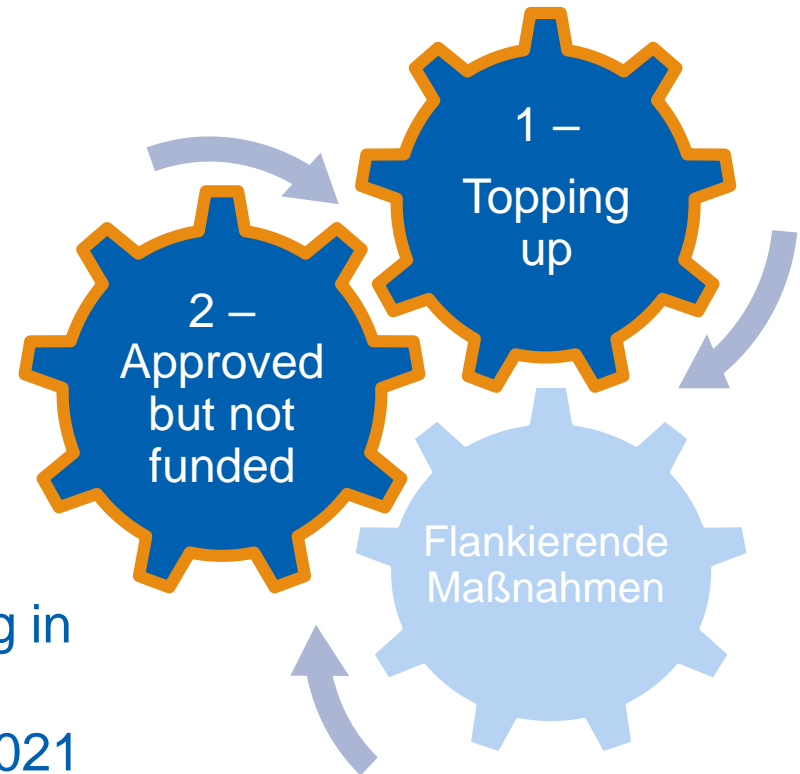 1 –
Topping
up
2 –
Approved
but not
funded
Flankierende
Maßnahmen
g in
021